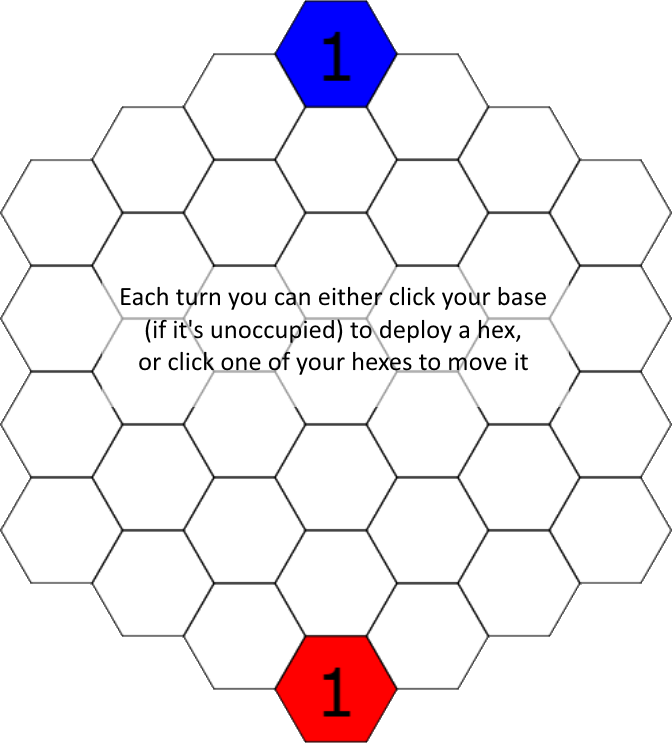 1
Each turn you can either click your base
(if it's unoccupied) to deploy a hex,
or click one of your hexes to move it
1